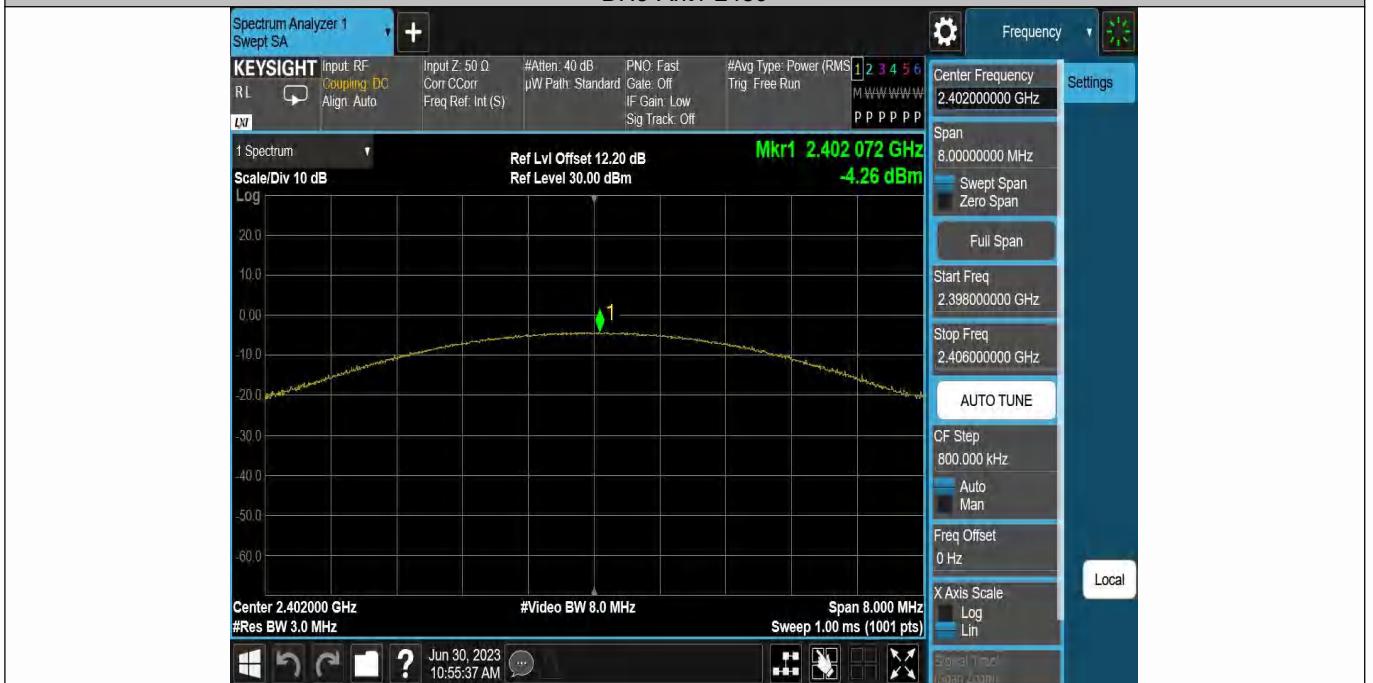 Spectrum Analyzer 1
Swept SA
+
Frequency
KEYSIGHT
RL
LXI
Input: RF
Coupling: DC
Align: Auto
Input Z: 50 Ω
Corr CCorr
Freq Ref: Int (S)
#Atten: 40 dB
µW Path: Standard
PNO: Fast
Gate: Off
IF Gain: Low
Sig Track: Off
#Avg Type: Power (RMS
Trig: Free Run
1 2 3 4 5 6
M W W W W W
P P P P P P
Center Frequency
2.402000000 GHz
Settings
1 Spectrum
Scale/Div 10 dB
Log
Ref Lvl Offset 12.20 dB
Ref Level 30.00 dBm
Mkr1 2.402 072 GHz
-4.26 dBm
20.0
10.0
0.00
-10.0
-20.0
-30.0
-40.0
-50.0
-60.0
1
Center 2.402000 GHz
#Res BW 3.0 MHz
#Video BW 8.0 MHz
Span 8.000 MHz
Sweep 1.00 ms (1001 pts)
Span
8.00000000 MHz
Swept Span
Zero Span
Full Span
Start Freq
2.398000000 GHz
Stop Freq
2.406000000 GHz
AUTO TUNE
CF Step
800.000 kHz
Auto
Man
Freq Offset
0 Hz
X Axis Scale
Log
Lin
Signal Track
(Span Zoom)
Local
?
Jun 30, 2023
10:55:37 AM